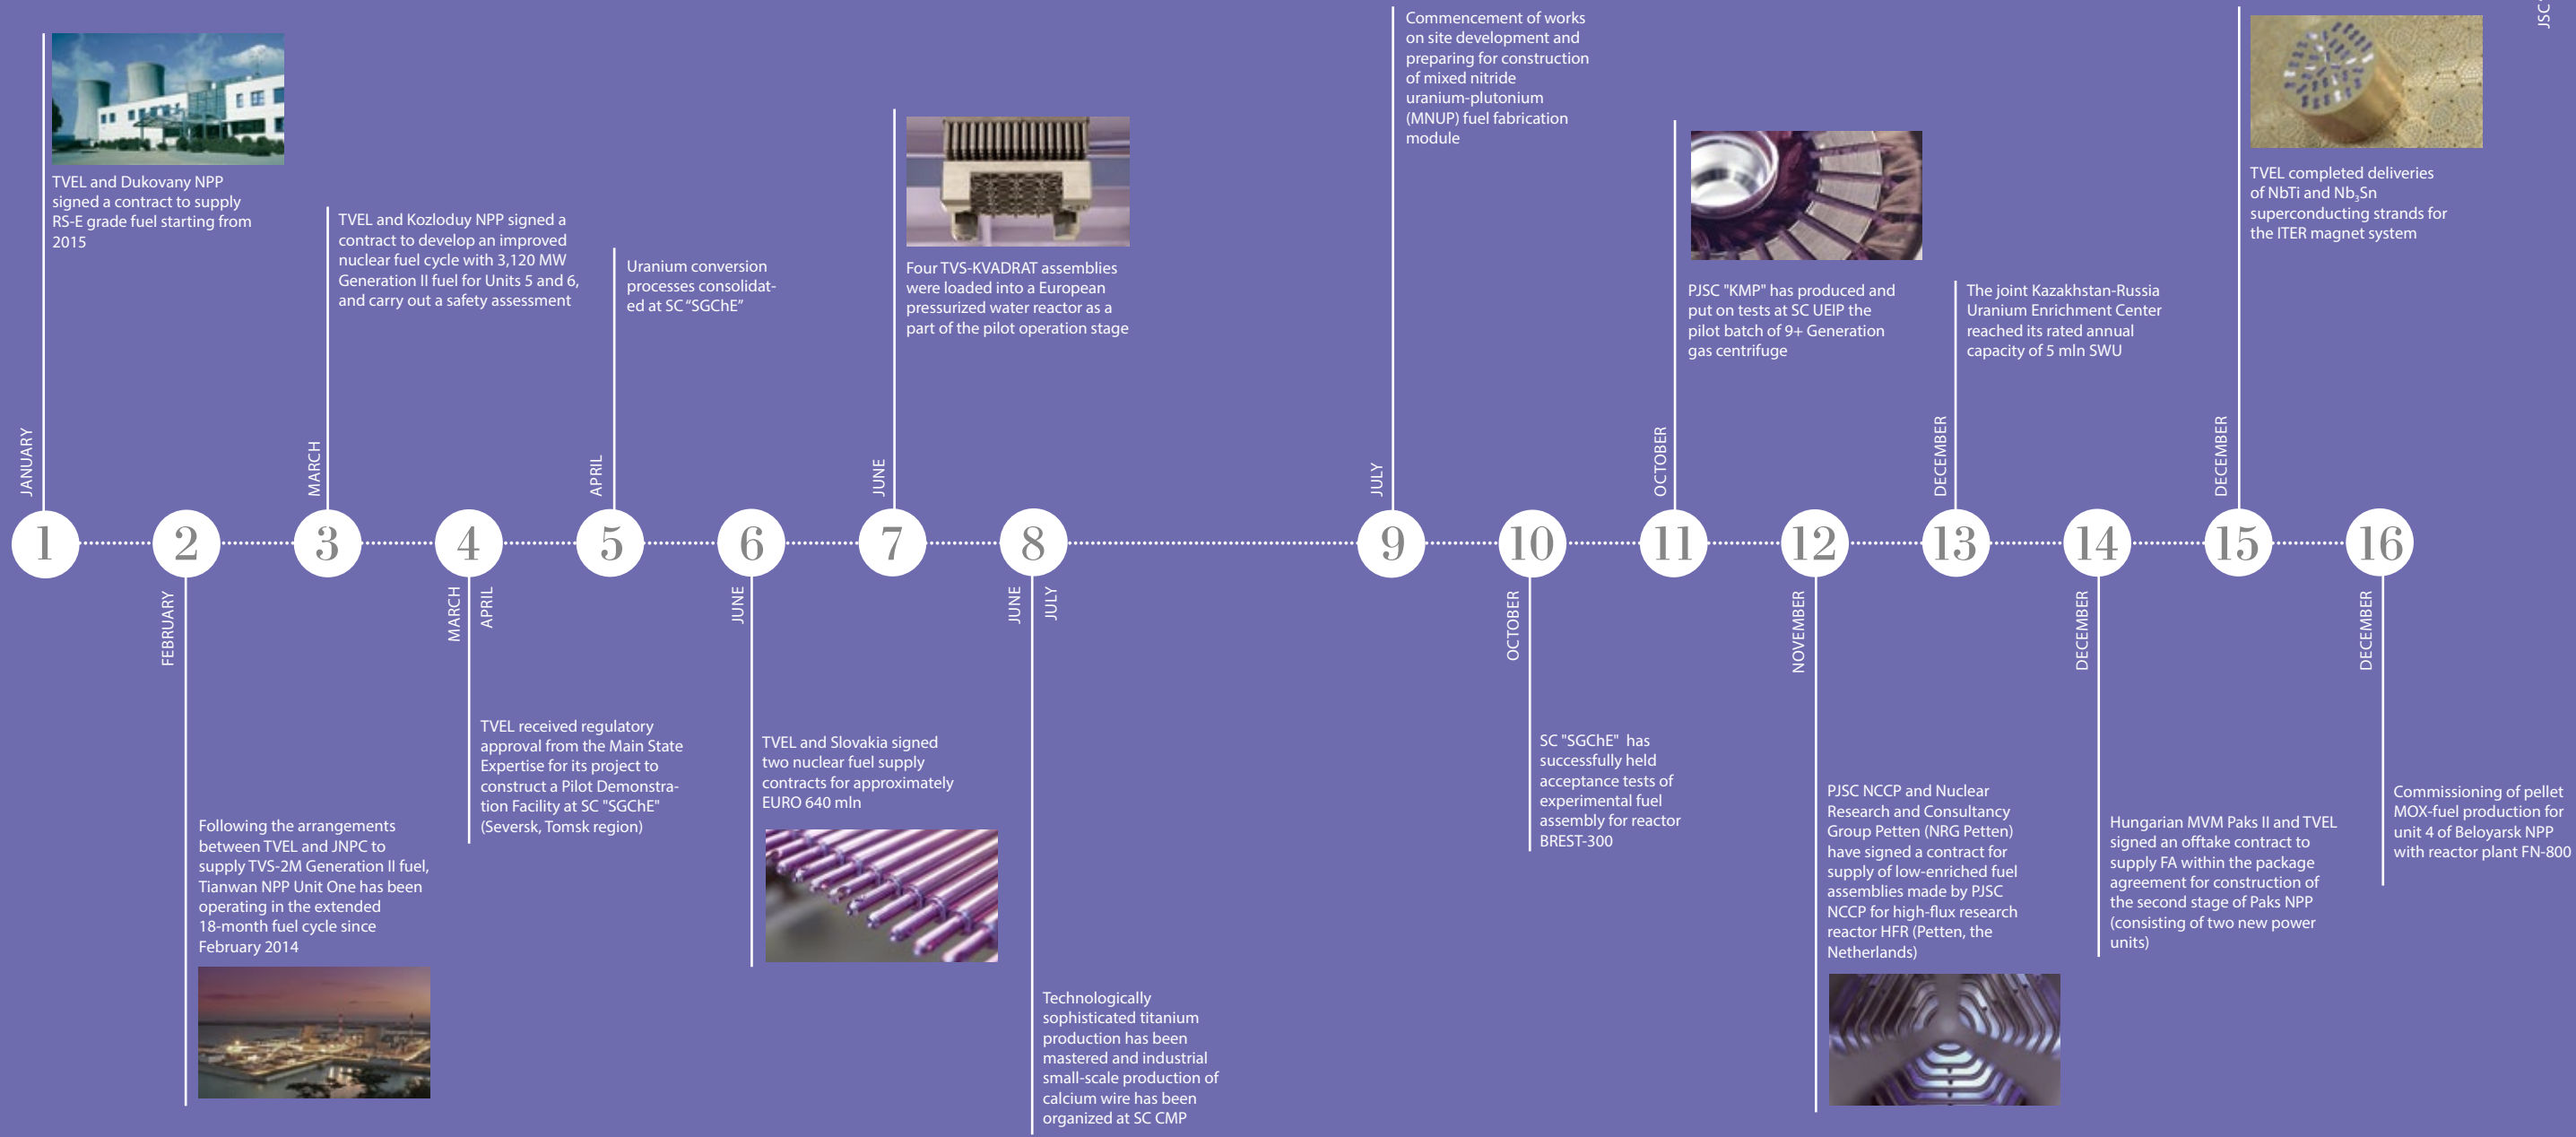 JSC
JANUARY
TVEL and Dukovany NPP
signed a contract to supply
RS-E grade fuel starting from
2015
1
2
FEBRUARY
Following the arrangements
between TVEL and JNPC to
supply TVS-2M Generation II fuel,
Tianwan NPP Unit One has been
operating in the extended
18-month fuel cycle since
February 2014
MARCH
TVEL and Kozloduy NPP signed a
contract to develop an improved
nuclear fuel cycle with 3,120 MW
Generation II fuel for Units 5 and 6,
and carry out a safety assessment
3
4
MARCH
APRIL
TVEL received regulatory
approval from the Main State
Expertise for its project to
construct a Pilot Demonstra-
tion Facility at SC "SGChE"
(Seversk, Tomsk region)
APRIL
Uranium conversion
processes consolidat-
ed at SC “SGChE”
5
6
JUNE
TVEL and Slovakia signed
two nuclear fuel supply
contracts for approximately
EURO 640 mln
JUNE
Four TVS-KVADRAT assemblies
were loaded into a European
pressurized water reactor as a
part of the pilot operation stage
7
8
JUNE
JULY
Technologically
sophisticated titanium
production has been
mastered and industrial
small-scale production of
calcium wire has been
organized at SC CMP
JULY
Commencement of works
on site development and
preparing for construction
of mixed nitride
uranium-plutonium
(MNUP) fuel fabrication
module
9
10
OCTOBER
SC "SGChE" has
successfully held
acceptance tests of
experimental fuel
assembly for reactor
BREST-300
OCTOBER
PJSC "KMP" has produced and
put on tests at SC UEIP the
pilot batch of 9+ Generation
gas centrifuge
11
12
NOVEMBER
PJSC NCCP and Nuclear
Research and Consultancy
Group Petten (NRG Petten)
have signed a contract for
supply of low-enriched fuel
assemblies made by PJSC
NCCP for high-flux research
reactor HFR (Petten, the
Netherlands)
DECEMBER
The joint Kazakhstan-Russia
Uranium Enrichment Center
reached its rated annual
capacity of 5 mln SWU
13
14
DECEMBER
Hungarian MVM Paks II and TVEL
signed an offtake contract to
supply FA within the package
agreement for construction of
the second stage of Paks NPP
(consisting of two new power
units)
DECEMBER
TVEL completed deliveries
of NbTi and Nb₃Sn
superconducting strands for
the ITER magnet system
15
16
DECEMBER
Commissioning of pellet
MOX-fuel production for
unit 4 of Beloyarsk NPP
with reactor plant FN-800